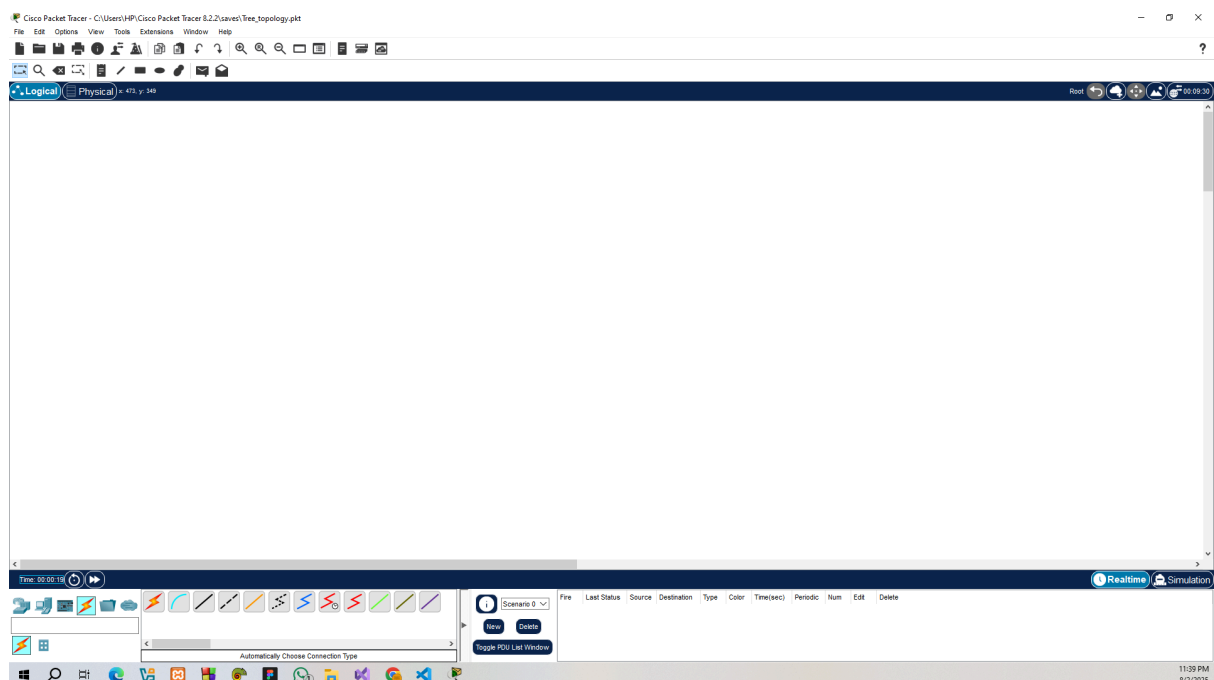 Cisco Packet Tracer - C:\Users\HP\Cisco Packet Tracer 8.2.2\saves\Tree_topology.pkt
File Edit Options View Tools Extensions Window Help
?
Logical Physical x: 473, y: 349 Root 00:09:30
Time: 00:00:19 Realtime Simulation
Scenario 0 Fire Last Status Source Destination Type Color Time(sec) Periodic Num Edit Delete
New Delete
Toggle PDU List Window
Automatically Choose Connection Type
11:39 PM
8/2/2025